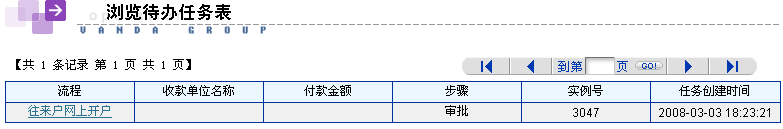 浏览待办任务表
VANDA GROUP
【共 1 条记录 第 1 页 共 1 页】 到第 页 GO!
流程 收款单位名称 付款金额 步骤 实例号 任务创建时间
往来户网上开户 审批 3047 2008-03-03 18:23:21